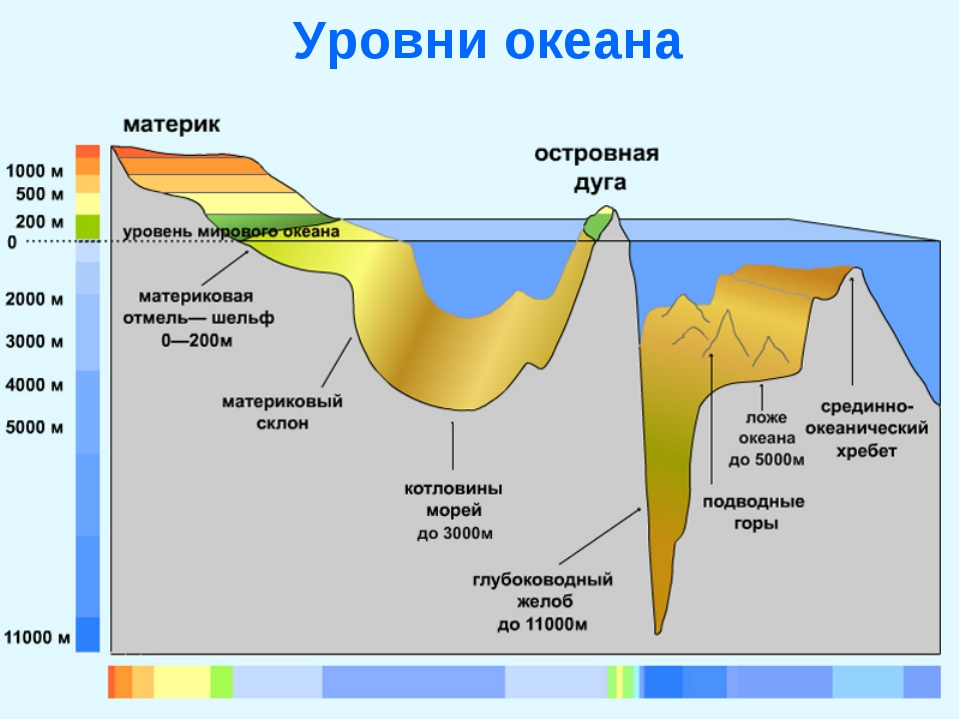 Уровни океана
материк
островная
дуга
1000 м
500 м
200 м
0
уровень мирового океана
2000 м
3000 м
4000 м
5000 м
11000 м
материковая
отмель— шельф
0—200м
материковый
склон
котловины
морей
до 3000м
глубоководный
желоб
до 11000м
подводные
горы
ложе
океана
до 5000м
срединно-
океанический
хребет